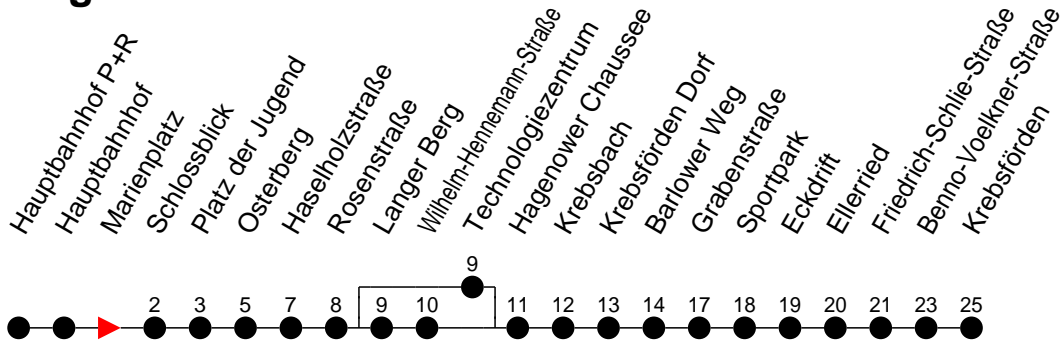 Hauptbahnhof P+R
Hauptbahnhof
Marienplatz
Schlossblick
Platz der Jugend
Osterberg
Haselholzstraße
Rosenstraße
Langer Berg
Wilhelm-Hennemann-Straße
Technologiezentrum
Hagenower Chaussee
Krebsbach
Krebsförden Dorf
Barlower Weg
Grabenstraße
Sportpark
Eckdrift
Ellerried
Friedrich-Schlie-Straße
Benno-Voelkner-Straße
Krebsförden
9
2 3 5 7 8 9 10 11 12 13 14 17 18 19 20 21 23 25